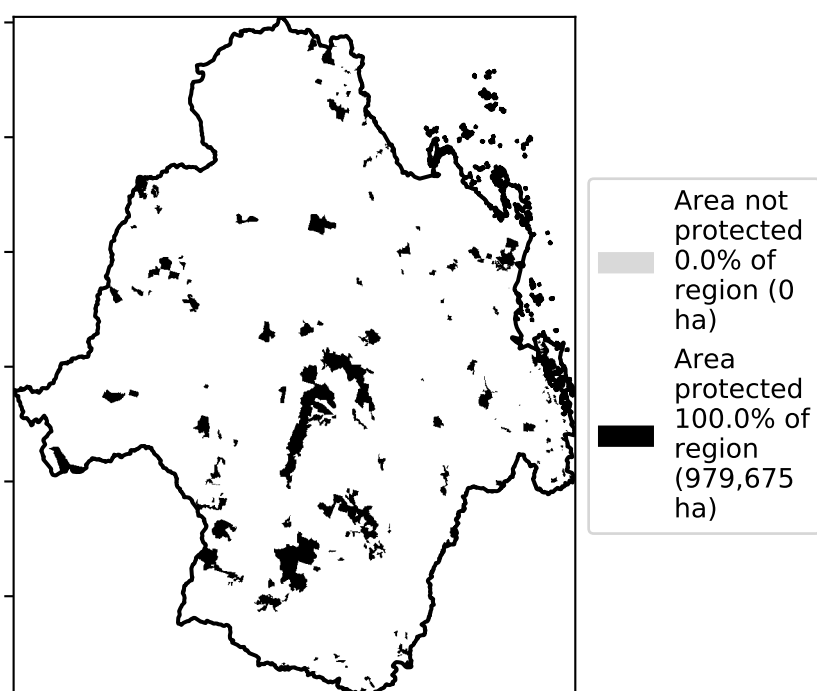 Area not
protected
0.0% of
region (0
ha)
Area
protected
100.0% of
region
(979,675
ha)